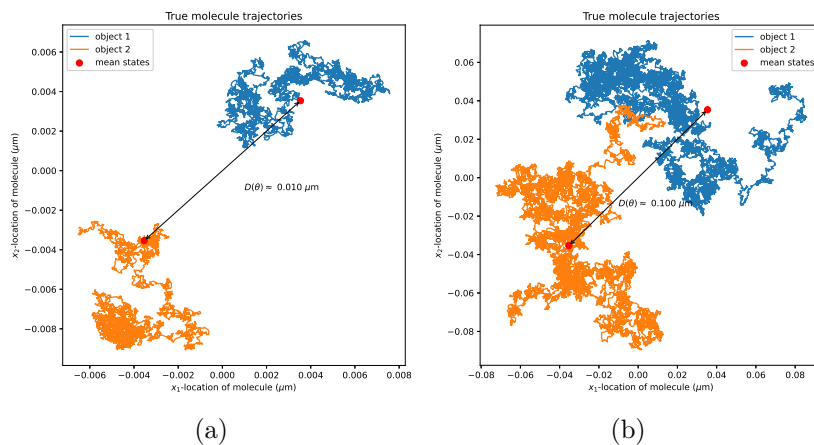 True molecule trajectories
object 1
object 2
mean states
0.006
0.004
0.002
0.000
−0.002
−0.004
−0.006
−0.008
x₂-location of molecule (μm)
D(θ) ≈ 0.010 μm
−0.006 −0.004 −0.002 0.000 0.002 0.004 0.006 0.008
x₁-location of molecule (μm)
(a)
True molecule trajectories
object 1
object 2
mean states
0.06
0.04
0.02
0.00
−0.02
−0.04
−0.06
−0.08
x₂-location of molecule (μm)
D(θ) ≈ 0.100 μm
−0.08 −0.06 −0.04 −0.02 0.00 0.02 0.04 0.06 0.08
x₁-location of molecule (μm)
(b)